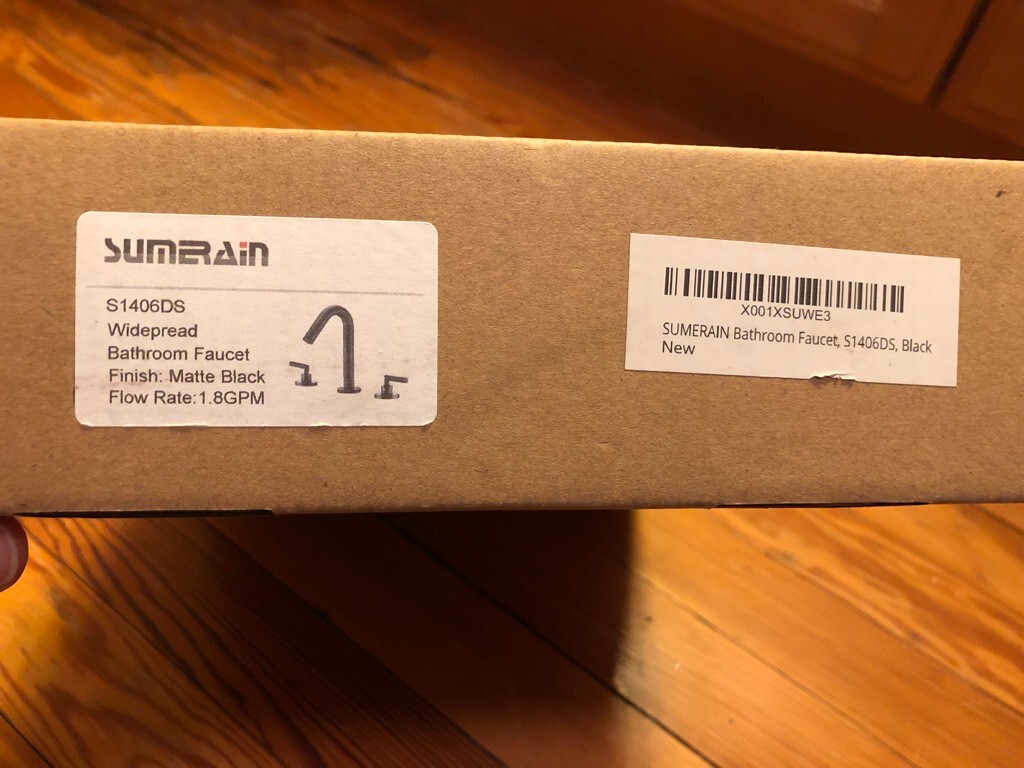 SUMERAIN
S1406DS
Widepread
Bathroom Faucet
Finish: Matte Black
Flow Rate:1.8GPM
X001XSUWE3
SUMERAIN Bathroom Faucet, S1406DS, Black
New